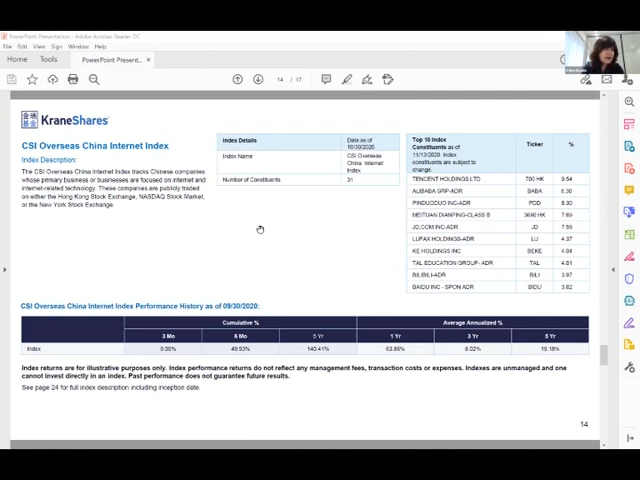 PowerPoint Presentation - Adobe Acrobat Reader DC
File Edit View Sign Window Help
Home Tools PowerPoint Present... ×
14 / 17
金瑞
基金 KraneShares
CSI Overseas China Internet Index
Index Description:
The CSI Overseas China Internet Index tracks Chinese companies
whose primary business or businesses are focused on internet and
internet-related technology. These companies are publicly traded
on either the Hong Kong Stock Exchange, NASDAQ Stock Market,
or the New York Stock Exchange.
Index Details Data as of
10/30/2020
Index Name CSI Overseas
China Internet
Index
Number of Constituents 31
Top 10 Index
Constituents as of
11/13/2020 Index
constituents are subject to
change.
Ticker %
TENCENT HOLDINGS LTD 700 HK 9.54
ALIBABA GRP-ADR BABA
PINDUODUO INC-ADR PDD
MEITUAN DIANPING-CLASS B 3690 HK
JD.COM INC-ADR JD 7.59
LUFAX HOLDINGS-ADR LU 4.37
KE HOLDINGS INC BEKE
TAL EDUCATION GROUP- ADR TAL
BILIBILI-ADR BILI 3.97
BAIDU INC - SPON ADR BIDU 3.82
CSI Overseas China Internet Index Performance History as of 09/30/2020:
Cumulative % Average Annualized %
3 Mo 6 Mo 5 Yr 1 Yr 3 Yr 5 Yr
Index 49.93% 140.41% 8.02% 19.18%
Index returns are for illustrative purposes only. Index performance returns do not reflect any management fees, transaction costs or expenses. Indexes are unmanaged and one
cannot invest directly in an index. Past performance does not guarantee future results.
See page 24 for full index description including inception date.
14